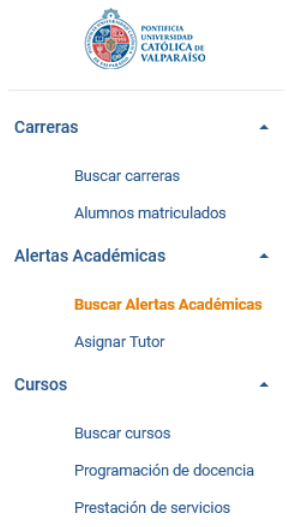 PONTIFICIA
UNIVERSIDAD
CATÓLICA DE
VALPARAÍSO
Carreras
Buscar carreras
Alumnos matriculados
Alertas Académicas
Buscar Alertas Académicas
Asignar Tutor
Cursos
Buscar cursos
Programación de docencia
Prestación de servicios